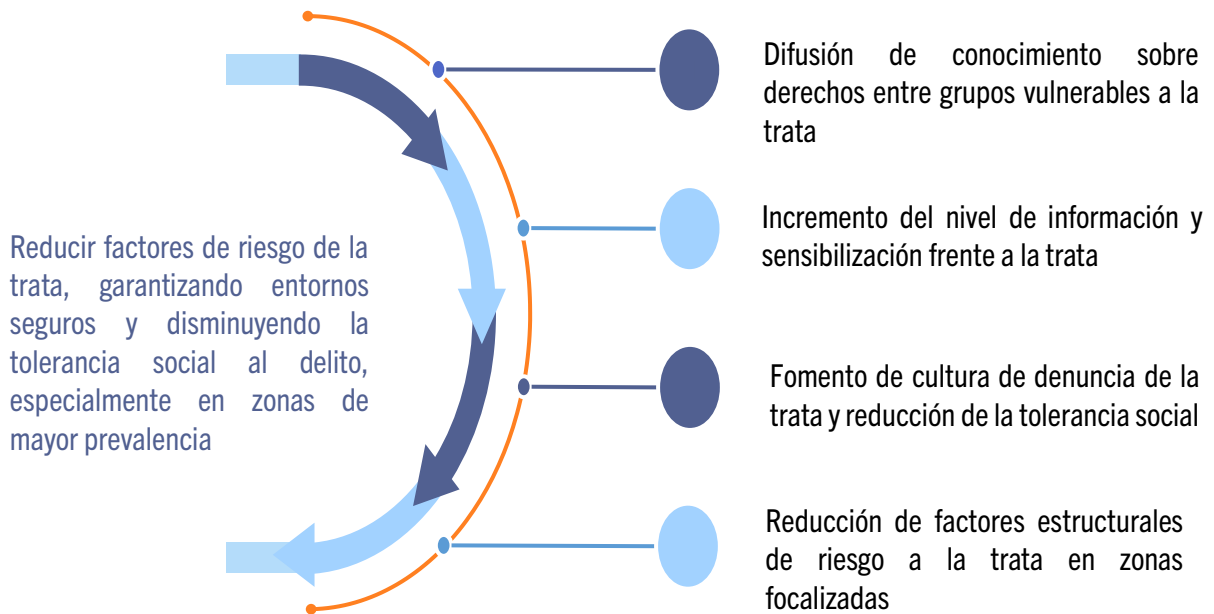 Difusión de conocimiento sobre
derechos entre grupos vulnerables a la
trata
Incremento del nivel de información y
sensibilización frente a la trata
Reducir factores de riesgo de la
trata, garantizando entornos
seguros y disminuyendo la
tolerancia social al delito,
especialmente en zonas de
mayor prevalencia
Fomento de cultura de denuncia de la
trata y reducción de la tolerancia social
Reducción de factores estructurales
de riesgo a la trata en zonas
focalizadas